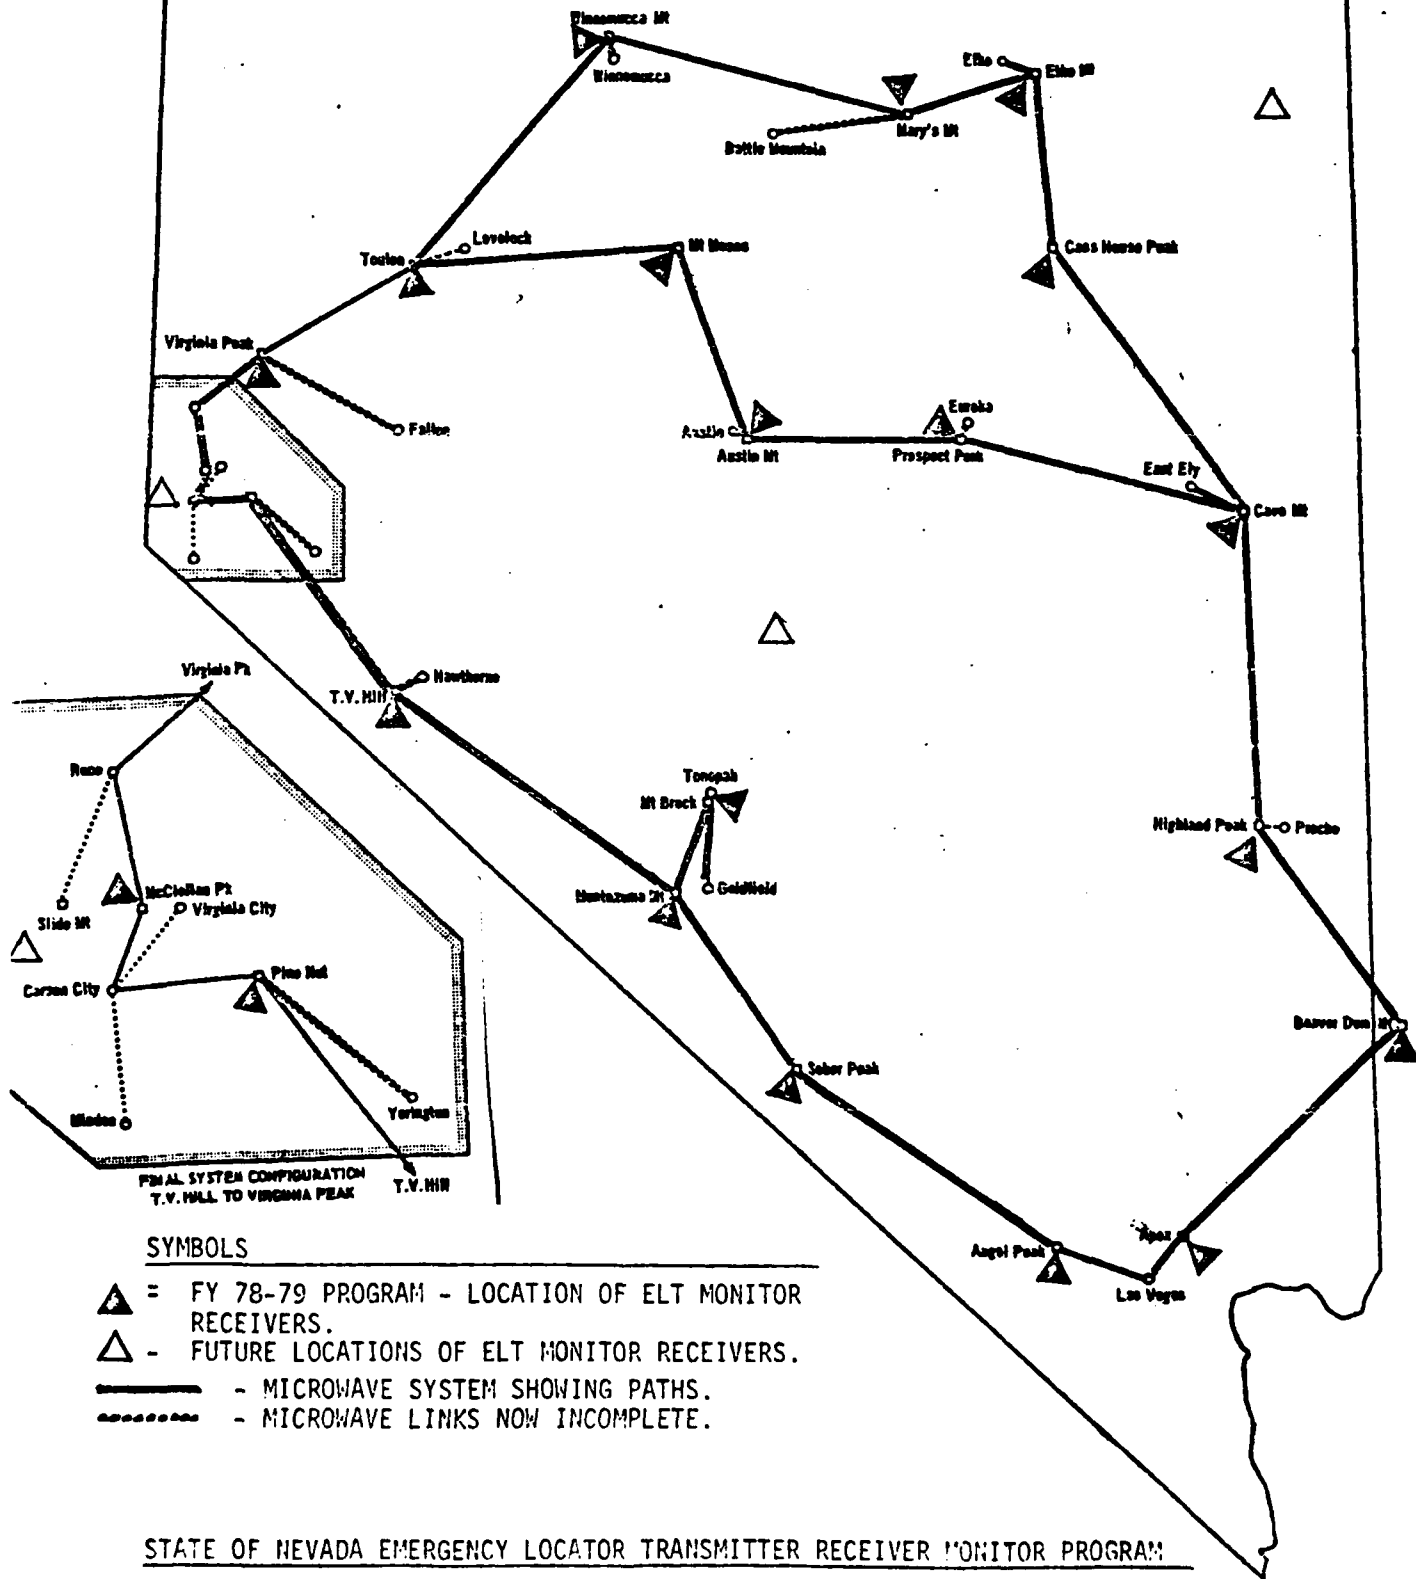 Winnemucca Mt
Winnemucca
Elko
Elko Mt
Mary's Mt
Battle Mountain
Lovelock
Toulon
Mt Moses
Cass House Peak
Virginia Peak
Fallon
Austin
Austin Mt
Eureka
Prospect Peak
East Ely
Cave Mt
Hawthorne
T.V. Hill
Virginia Pk
Reno
McClellan Pk
Virginia City
Slide Mt
Carson City
Pine Nut
Minden
Yerington
T.V. Hill
FINAL SYSTEM CONFIGURATION
T.V. HILL TO VIRGINIA PEAK
Tonopah
Mt Brock
Goldfield
Montezuma Mt
Highland Peak
Pioche
Beaver Dam Mt
Sober Peak
Angel Peak
Apex
Las Vegas
SYMBOLS
= FY 78-79 PROGRAM - LOCATION OF ELT MONITOR
RECEIVERS.
- FUTURE LOCATIONS OF ELT MONITOR RECEIVERS.
- MICROWAVE SYSTEM SHOWING PATHS.
- MICROWAVE LINKS NOW INCOMPLETE.
STATE OF NEVADA EMERGENCY LOCATOR TRANSMITTER RECEIVER MONITOR PROGRAM